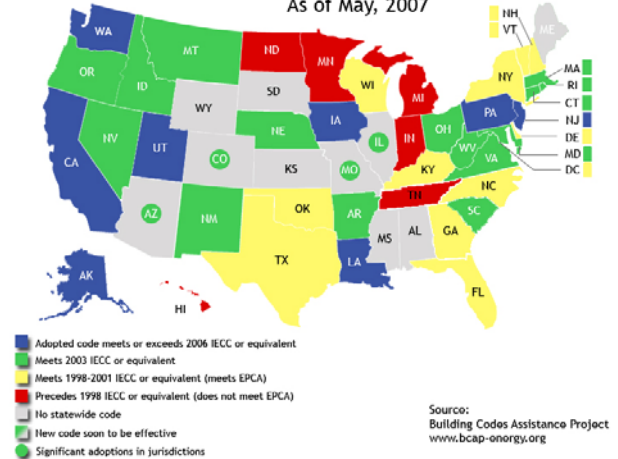 As of May, 2007
NH
VT
ME
WA
MT
ND
MN
OR
ID
WY
SD
WI
NY
MI
MA
RI
CT
NJ
DE
MD
DC
NV
UT
CO
NE
IA
IL
IN
OH
PA
WV
VA
CA
KS
MO
KY
NC
AZ
NM
OK
AR
TN
SC
TX
LA
MS
AL
GA
FL
AK
HI
Adopted code meets or exceeds 2006 IECC or equivalent
Meets 2003 IECC or equivalent
Meets 1998-2001 IECC or equivalent (meets EPCA)
Precedes 1998 IECC or equivalent (does not meet EPCA)
No statewide code
New code soon to be effective
Significant adoptions in jurisdictions
Source:
Building Codes Assistance Project
www.bcap-energy.org